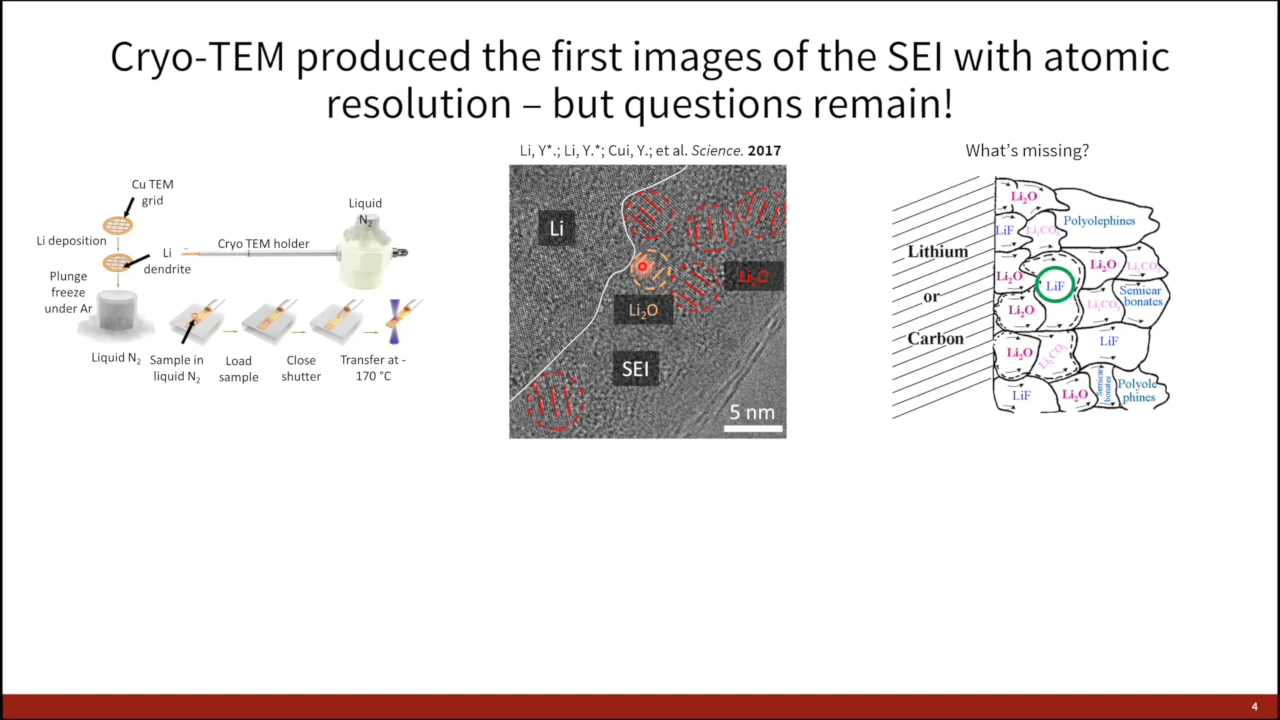 Cryo-TEM produced the first images of the SEI with atomic
resolution – but questions remain!
Cu TEM
grid
Li deposition
Li
dendrite
Plunge
freeze
under Ar
Liquid N₂
Cryo TEM holder
Liquid
N₂
Sample in
liquid N₂
Load
sample
Close
shutter
Transfer at -
170 °C
Li, Y*.; Li, Y.*; Cui, Y.; et al. Science. 2017
Li
Li₂O
Li₂O
SEI
5 nm
What's missing?
Lithium
or
Carbon
Li₂O
Polyolephines
LiF
Li₂CO₃
Li₂O
Li₂O
Li₂CO₃
LiF
Semicar
bonates
Li₂CO₃
Li₂O
LiF
Li₂O
Li₂CO₃
LiF
Li₂O
Semicar
bonates
Polyole
phines
4